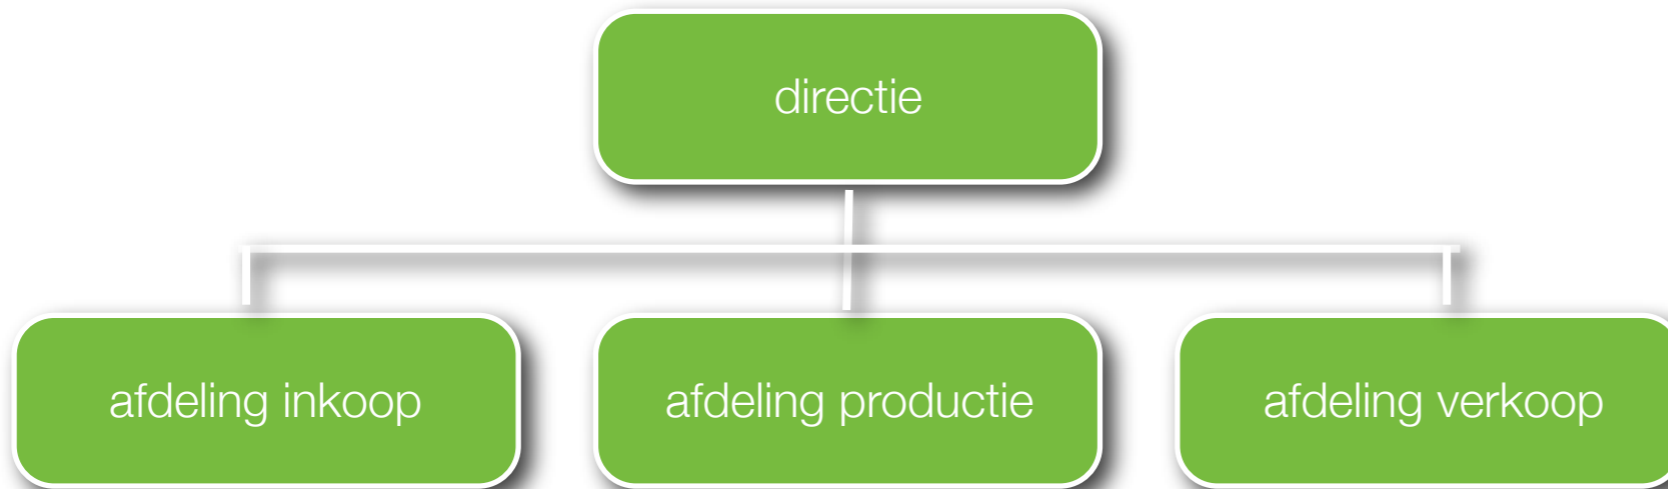 directie
afdeling inkoop
afdeling productie
afdeling verkoop